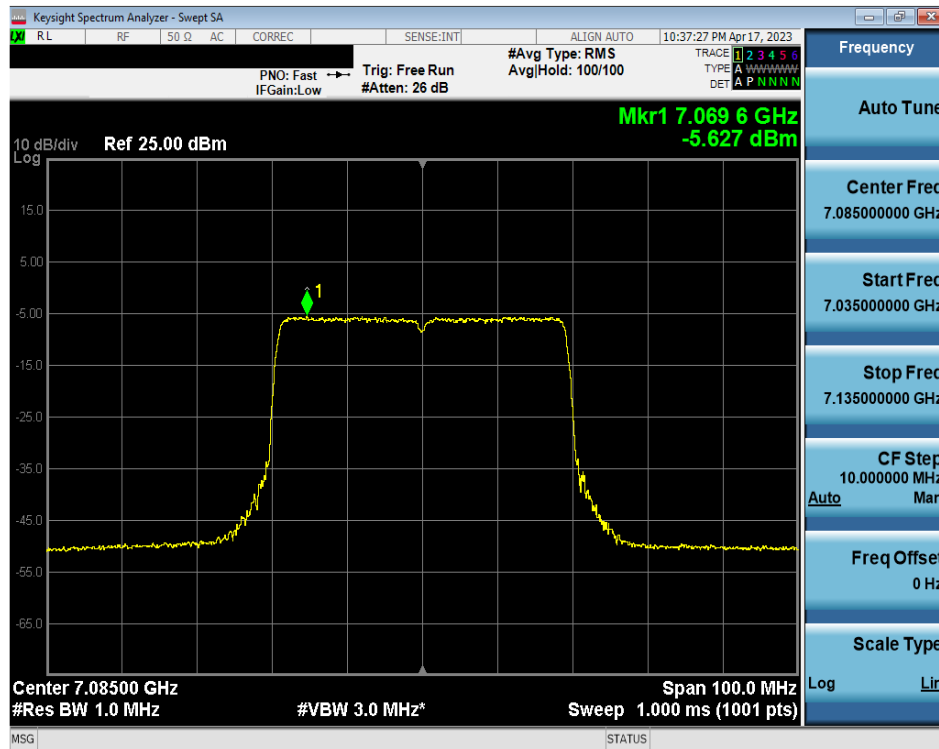 Keysight Spectrum Analyzer - Swept SA
LXI RL RF 50 Ω AC CORREC SENSE:INT ALIGN AUTO 10:37:27 PM Apr 17, 2023
PNO: Fast
IFGain:Low
Trig: Free Run
#Atten: 26 dB
#Avg Type: RMS
Avg|Hold: 100/100
TRACE 1 2 3 4 5 6
TYPE A WWWWW
DET A P N N N N
Mkr1 7.069 6 GHz
-5.627 dBm
10 dB/div Ref 25.00 dBm
Log
15.0
5.00
-5.00
-15.0
-25.0
-35.0
-45.0
-55.0
-65.0
1
Center 7.08500 GHz Span 100.0 MHz
#Res BW 1.0 MHz #VBW 3.0 MHz* Sweep 1.000 ms (1001 pts)
MSG STATUS
Frequency
Auto Tune
Center Freq
7.085000000 GHz
Start Freq
7.035000000 GHz
Stop Freq
7.135000000 GHz
CF Step
10.000000 MHz
Auto Man
Freq Offset
0 Hz
Scale Type
Log Lin